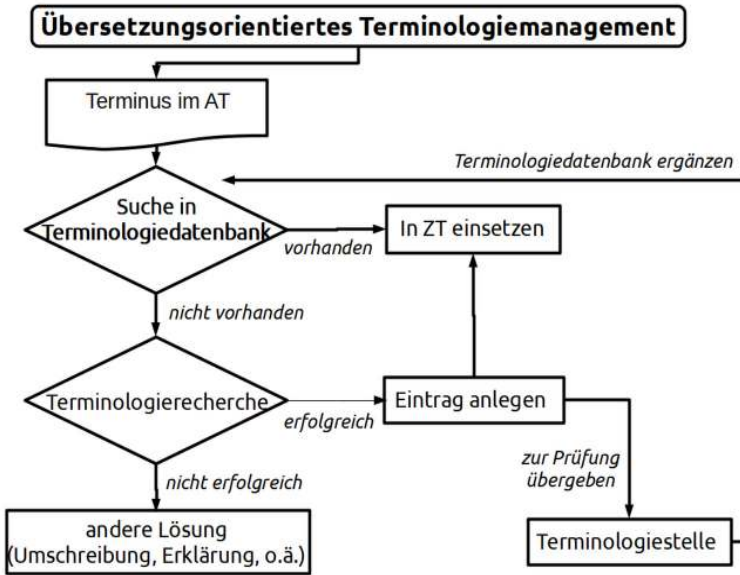 Übersetzungsorientiertes Terminologiemanagement
Terminus im AT
Terminologiedatenbank ergänzen
Suche in
Terminologiedatenbank
vorhanden
In ZT einsetzen
nicht vorhanden
Terminologierecherche
erfolgreich
Eintrag anlegen
zur Prüfung
übergeben
nicht erfolgreich
andere Lösung
(Umschreibung, Erklärung, o.ä.)
Terminologiestelle